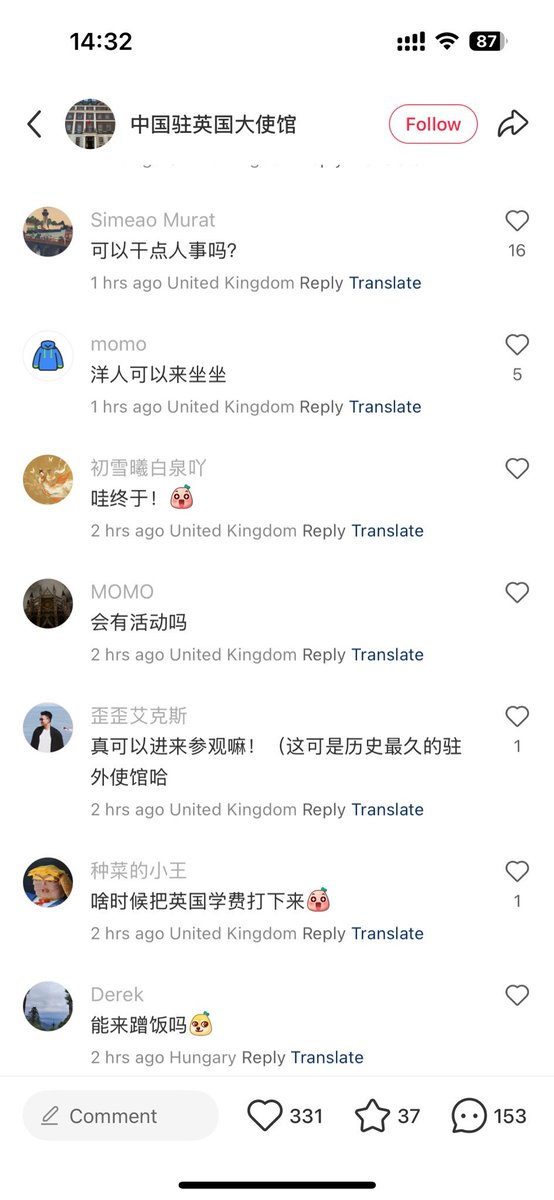 14:32
87
中国驻英国大使馆
Follow
Simeao Murat
可以干点人事吗?
16
1 hrs ago United Kingdom Reply Translate
momo
洋人可以来坐坐
5
1 hrs ago United Kingdom Reply Translate
初雪曦白泉吖
哇终于!
2 hrs ago United Kingdom Reply Translate
MOMO
会有活动吗
2 hrs ago United Kingdom Reply Translate
歪歪艾克斯
真可以进来参观嘛!（这可是历史最久的驻
外使馆哈
1
2 hrs ago United Kingdom Reply Translate
种菜的小王
啥时候把英国学费打下来
1
2 hrs ago United Kingdom Reply Translate
Derek
能来蹭饭吗
2 hrs ago Hungary Reply Translate
Comment
331
37
153